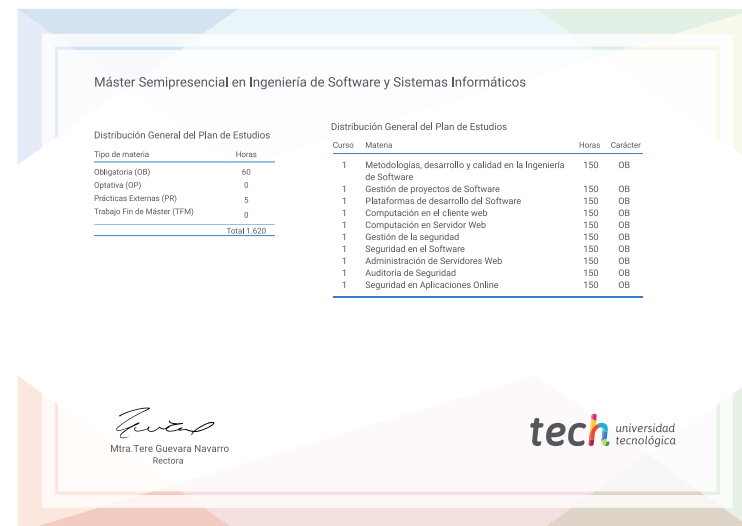 Máster Semipresencial en Ingeniería de Software y Sistemas Informáticos
Distribución General del Plan de Estudios
Tipo de materia Horas
Obligatoria (OB) 60
Optativa (OP) 0
Prácticas Externas (PR) 5
Trabajo Fin de Máster (TFM) 0
Total 1.620
Distribución General del Plan de Estudios
Curso Materia Horas Carácter
1 Metodologías, desarrollo y calidad en la Ingeniería 150 OB
de Software
1 Gestión de proyectos de Software 150 OB
1 Plataformas de desarrollo del Software 150 OB
1 Computación en el cliente web 150 OB
1 Computación en Servidor Web 150 OB
1 Gestión de la seguridad 150 OB
1 Seguridad en el Software 150 OB
1 Administración de Servidores Web 150 OB
1 Auditoría de Seguridad 150 OB
1 Seguridad en Aplicaciones Online 150 OB
Mtra.Tere Guevara Navarro
Rectora
tech universidad
tecnológica